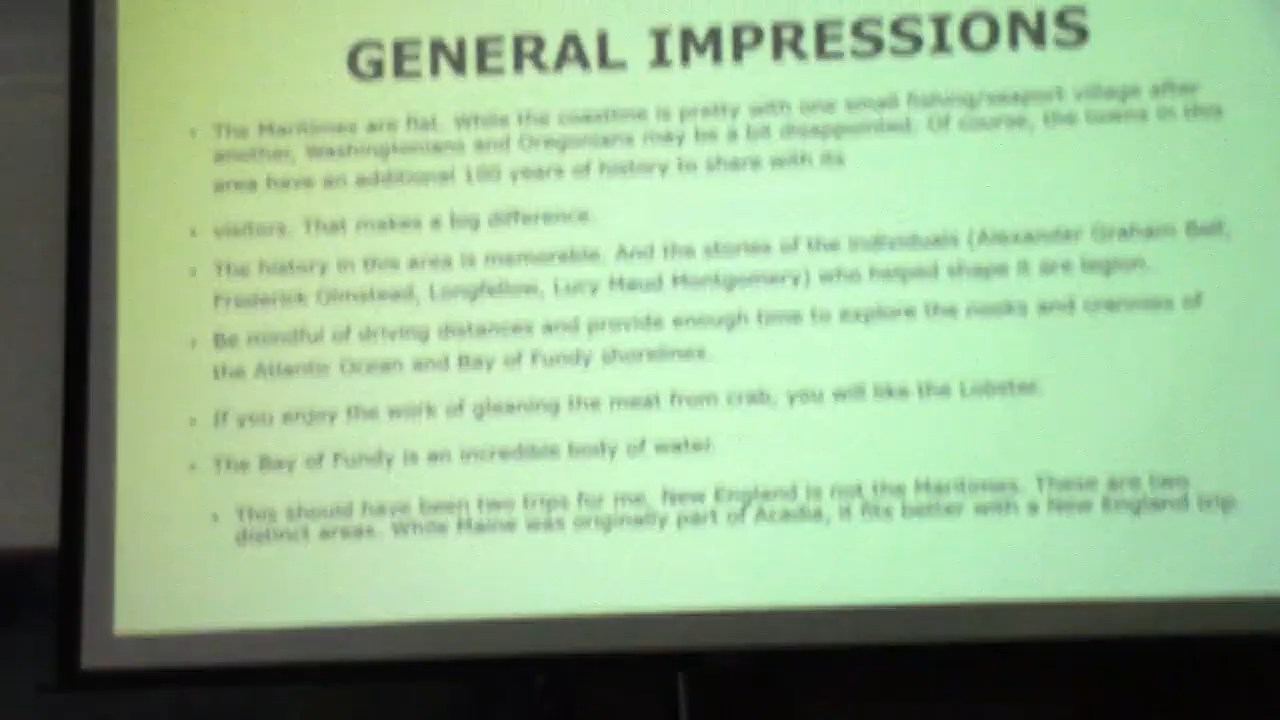 GENERAL IMPRESSIONS
The Maritimes are flat. While the coastline is pretty with one small fishing/seaport village after
another, Washingtonians and Oregonians may be a bit disappointed. Of course, the towns in this
area have an additional 100 years of history to share with its
visitors. That makes a big difference.
The history in this area is memorable. And the stories of the individuals (Alexander Graham Bell,
Frederick Olmstead, Longfellow, Lucy Maud Montgomery) who helped shape it are legion.
Be mindful of driving distances and provide enough time to explore the nooks and crannies of
the Atlantic Ocean and Bay of Fundy shorelines.
If you enjoy the work of gleaning the meat from crab, you will like the Lobster.
The Bay of Fundy is an incredible body of water.
This should have been two trips for me. New England is not the Maritimes. These are two
distinct areas. While Maine was originally part of Acadia, it fits better with a New England trip.